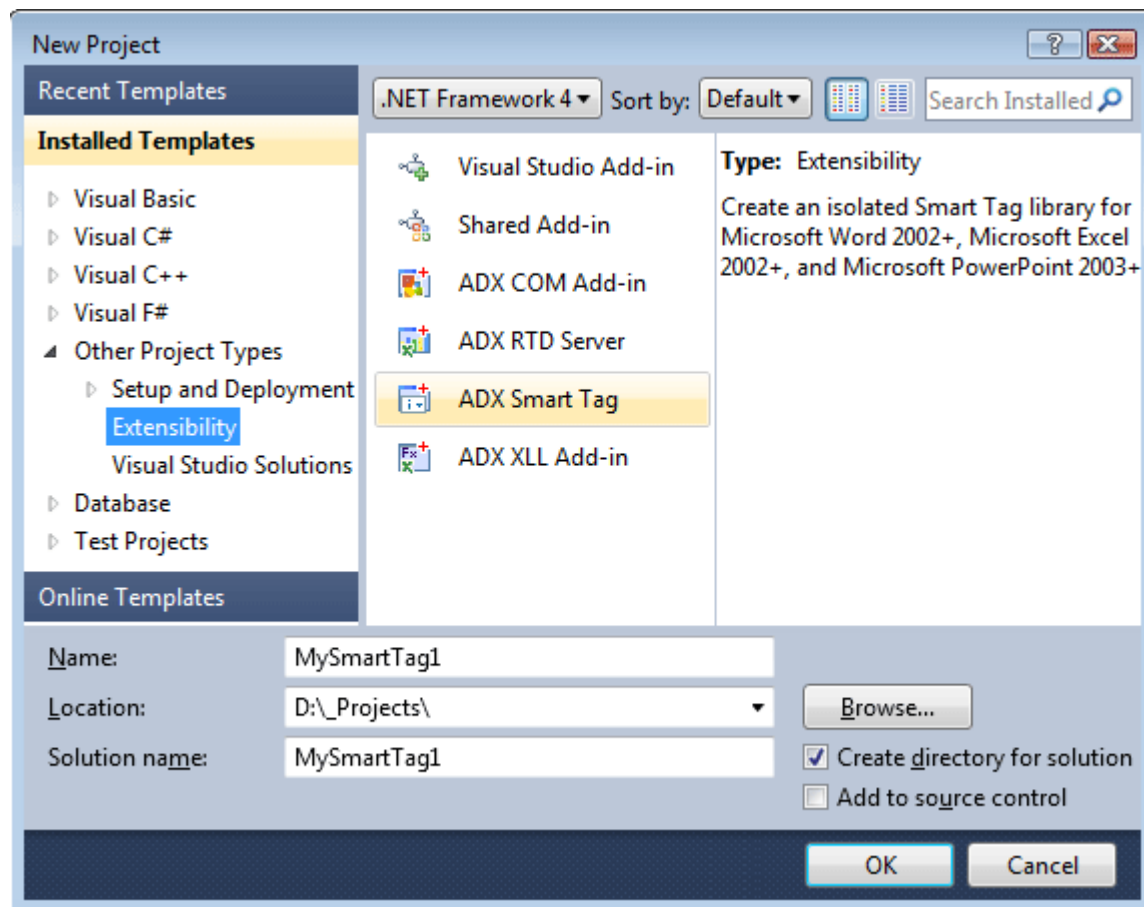 New Project
Recent Templates
Installed Templates
Visual Basic
Visual C#
Visual C++
Visual F#
Other Project Types
Setup and Deployment
Extensibility
Visual Studio Solutions
Database
Test Projects
Online Templates
.NET Framework 4
Sort by:
Default
Search Installed
Visual Studio Add-in
Shared Add-in
ADX COM Add-in
ADX RTD Server
ADX Smart Tag
ADX XLL Add-in
Type: Extensibility
Create an isolated Smart Tag library for
Microsoft Word 2002+, Microsoft Excel
2002+, and Microsoft PowerPoint 2003+
Name:
MySmartTag1
Location:
D:\_Projects\
Browse...
Solution name:
MySmartTag1
Create directory for solution
Add to source control
OK
Cancel